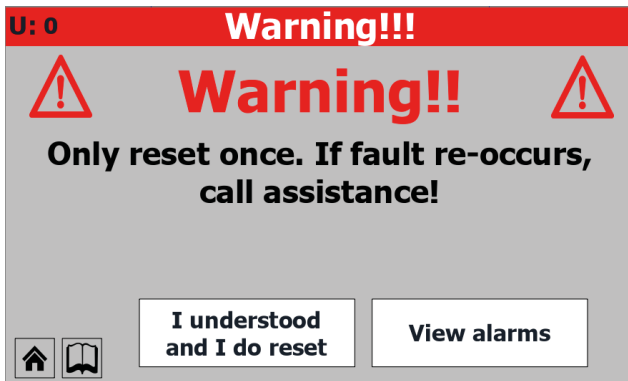 U: 0
Warning!!!
Warning!!
Only reset once. If fault re-occurs,
call assistance!
I understood
and I do reset
View alarms